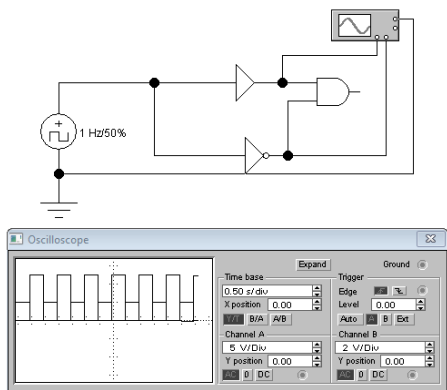 1 Hz/50%
Oscilloscope
Expand
Ground
Time base
Trigger
0.50 s/div
Edge
X position 0.00
Level 0.00
Y/T B/A A/B
Auto A B Ext
Channel A
Channel B
5 V/Div
2 V/Div
Y position 0.00
Y position 0.00
AC 0 DC
AC 0 DC